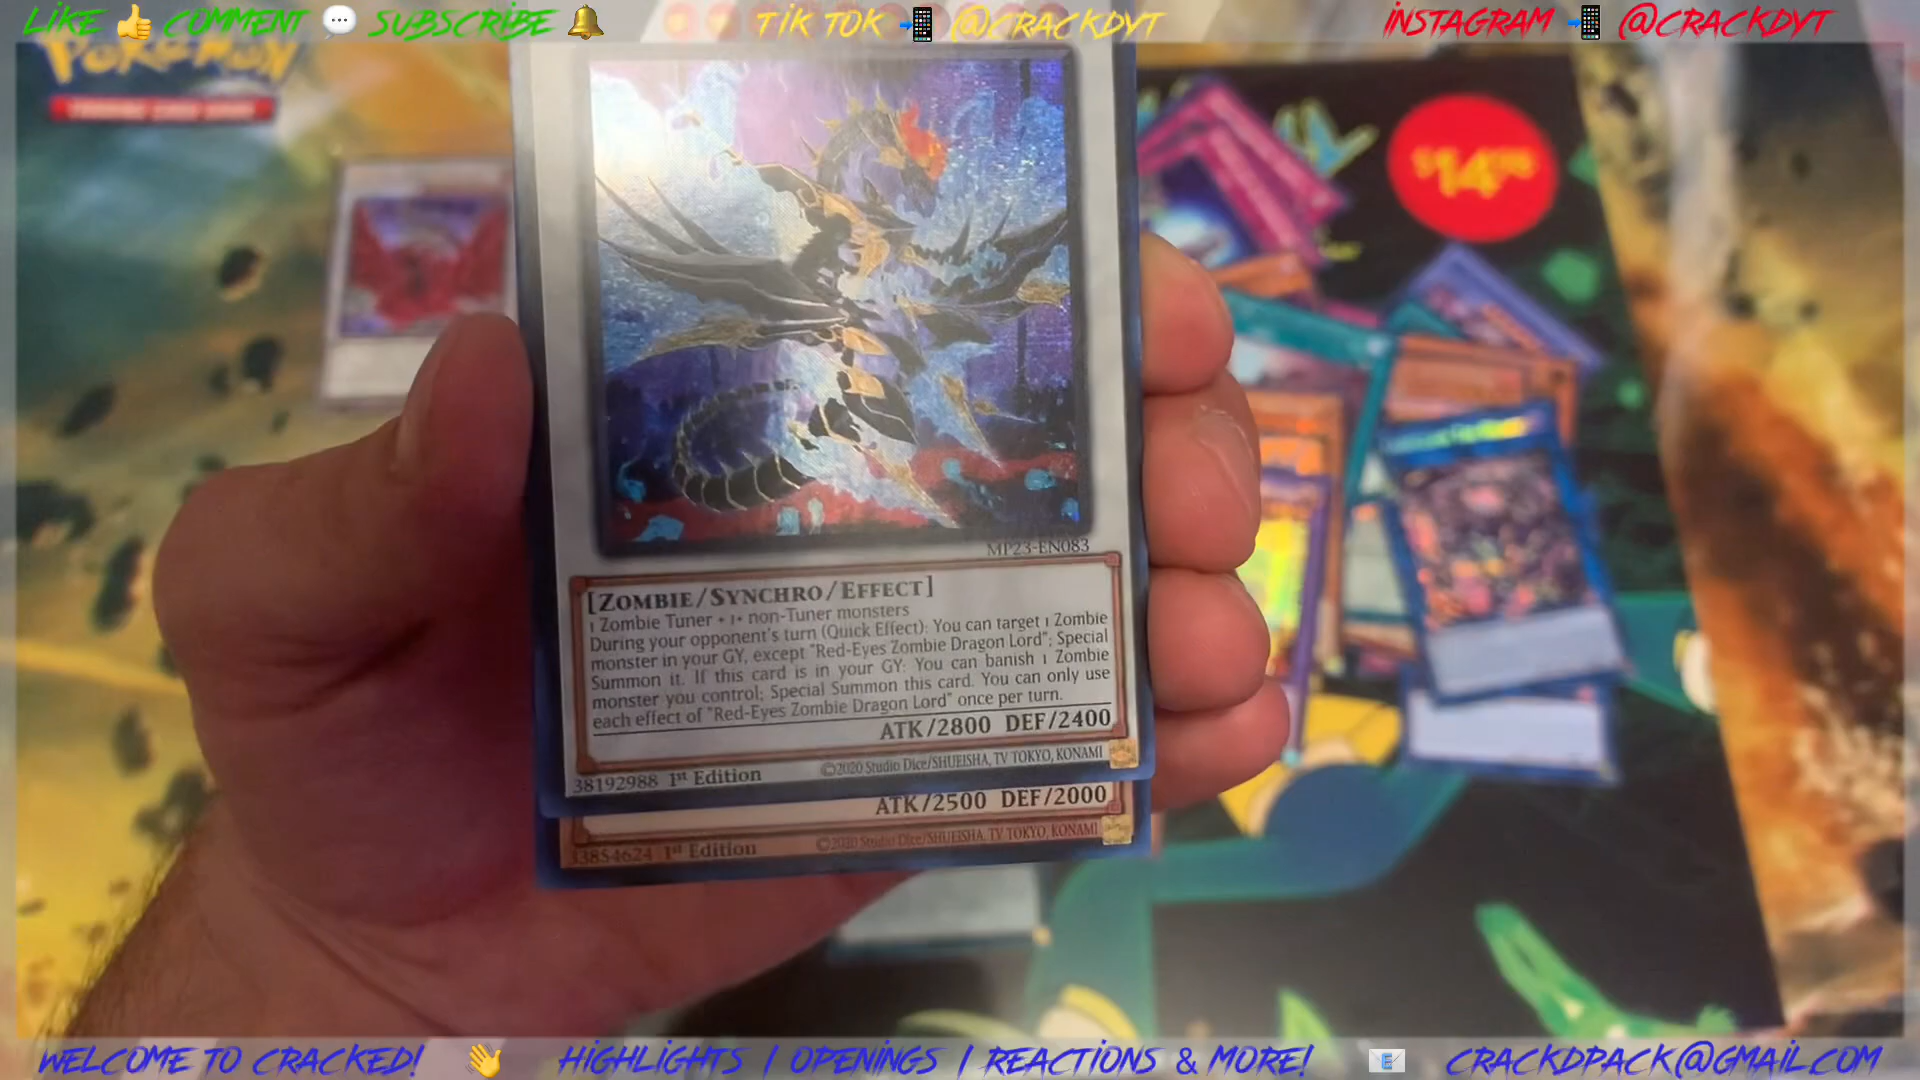 LIKE 👍 COMMENT 💬 SUBSCRIBE 🔔 TIK TOK 📲 @CRACKDYT INSTAGRAM 📲 @CRACKDYT
POKéMON
TRADING CARD GAME
$14
MP23-EN083
[ZOMBIE/SYNCHRO/EFFECT]
1 Zombie Tuner + 1+ non-Tuner monsters
During your opponent's turn (Quick Effect): You can target 1 Zombie
monster in your GY, except "Red-Eyes Zombie Dragon Lord"; Special
Summon it. If this card is in your GY: You can banish 1 Zombie
monster you control; Special Summon this card. You can only use
each effect of "Red-Eyes Zombie Dragon Lord" once per turn.
ATK/2800 DEF/2400
38192988 1st Edition ©2020 Studio Dice/SHUEISHA, TV TOKYO, KONAMI
ATK/2500 DEF/2000
33854624 1st Edition ©2020 Studio Dice/SHUEISHA, TV TOKYO, KONAMI
WELCOME TO CRACKED! 👋 HIGHLIGHTS | OPENINGS | REACTIONS & MORE! 📧 CRACKDPACK@GMAIL.COM